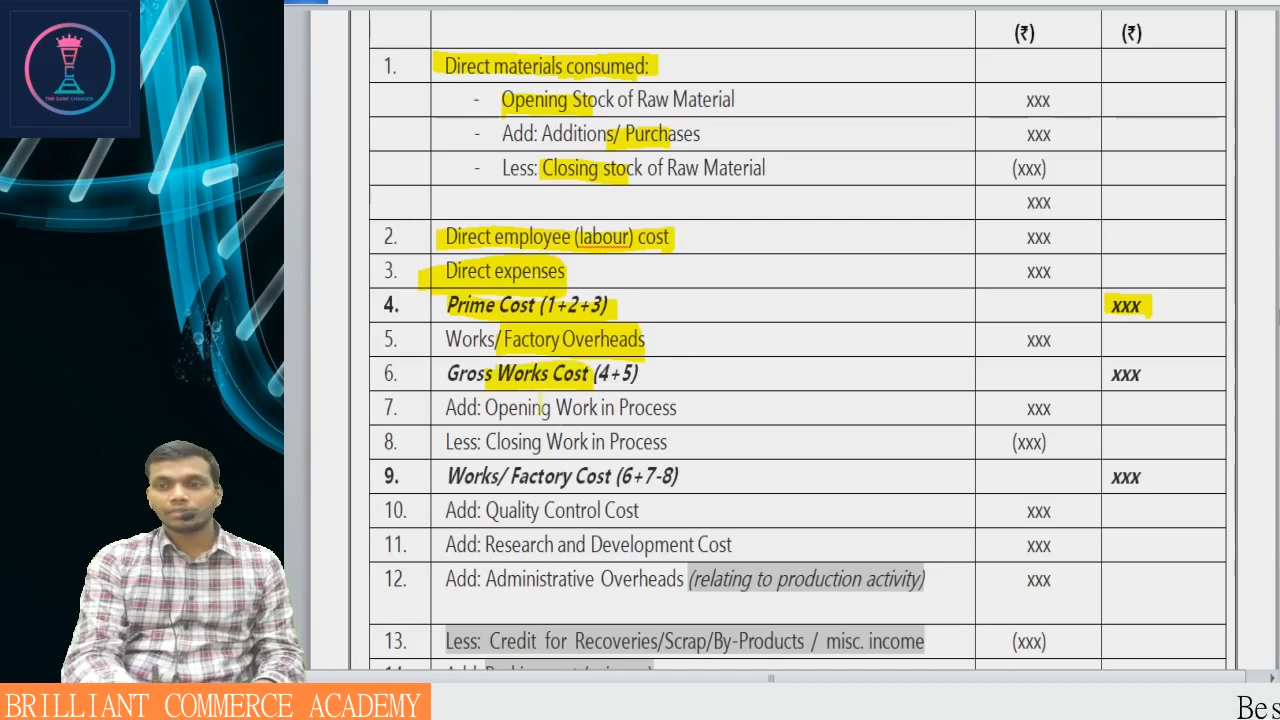 THE GAME CHANGER
(₹) (₹)
1. Direct materials consumed:
- Opening Stock of Raw Material xxx
- Add: Additions/ Purchases xxx
- Less: Closing stock of Raw Material (xxx)
xxx
2. Direct employee (labour) cost xxx
3. Direct expenses xxx
4. Prime Cost (1+2+3) xxx
5. Works/ Factory Overheads xxx
6. Gross Works Cost (4+5) xxx
7. Add: Opening Work in Process xxx
8. Less: Closing Work in Process (xxx)
9. Works/ Factory Cost (6+7-8) xxx
10. Add: Quality Control Cost xxx
11. Add: Research and Development Cost xxx
12. Add: Administrative Overheads (relating to production activity) xxx
13. Less: Credit for Recoveries/Scrap/By-Products / misc. income (xxx)
BRILLIANT COMMERCE ACADEMY
Bes